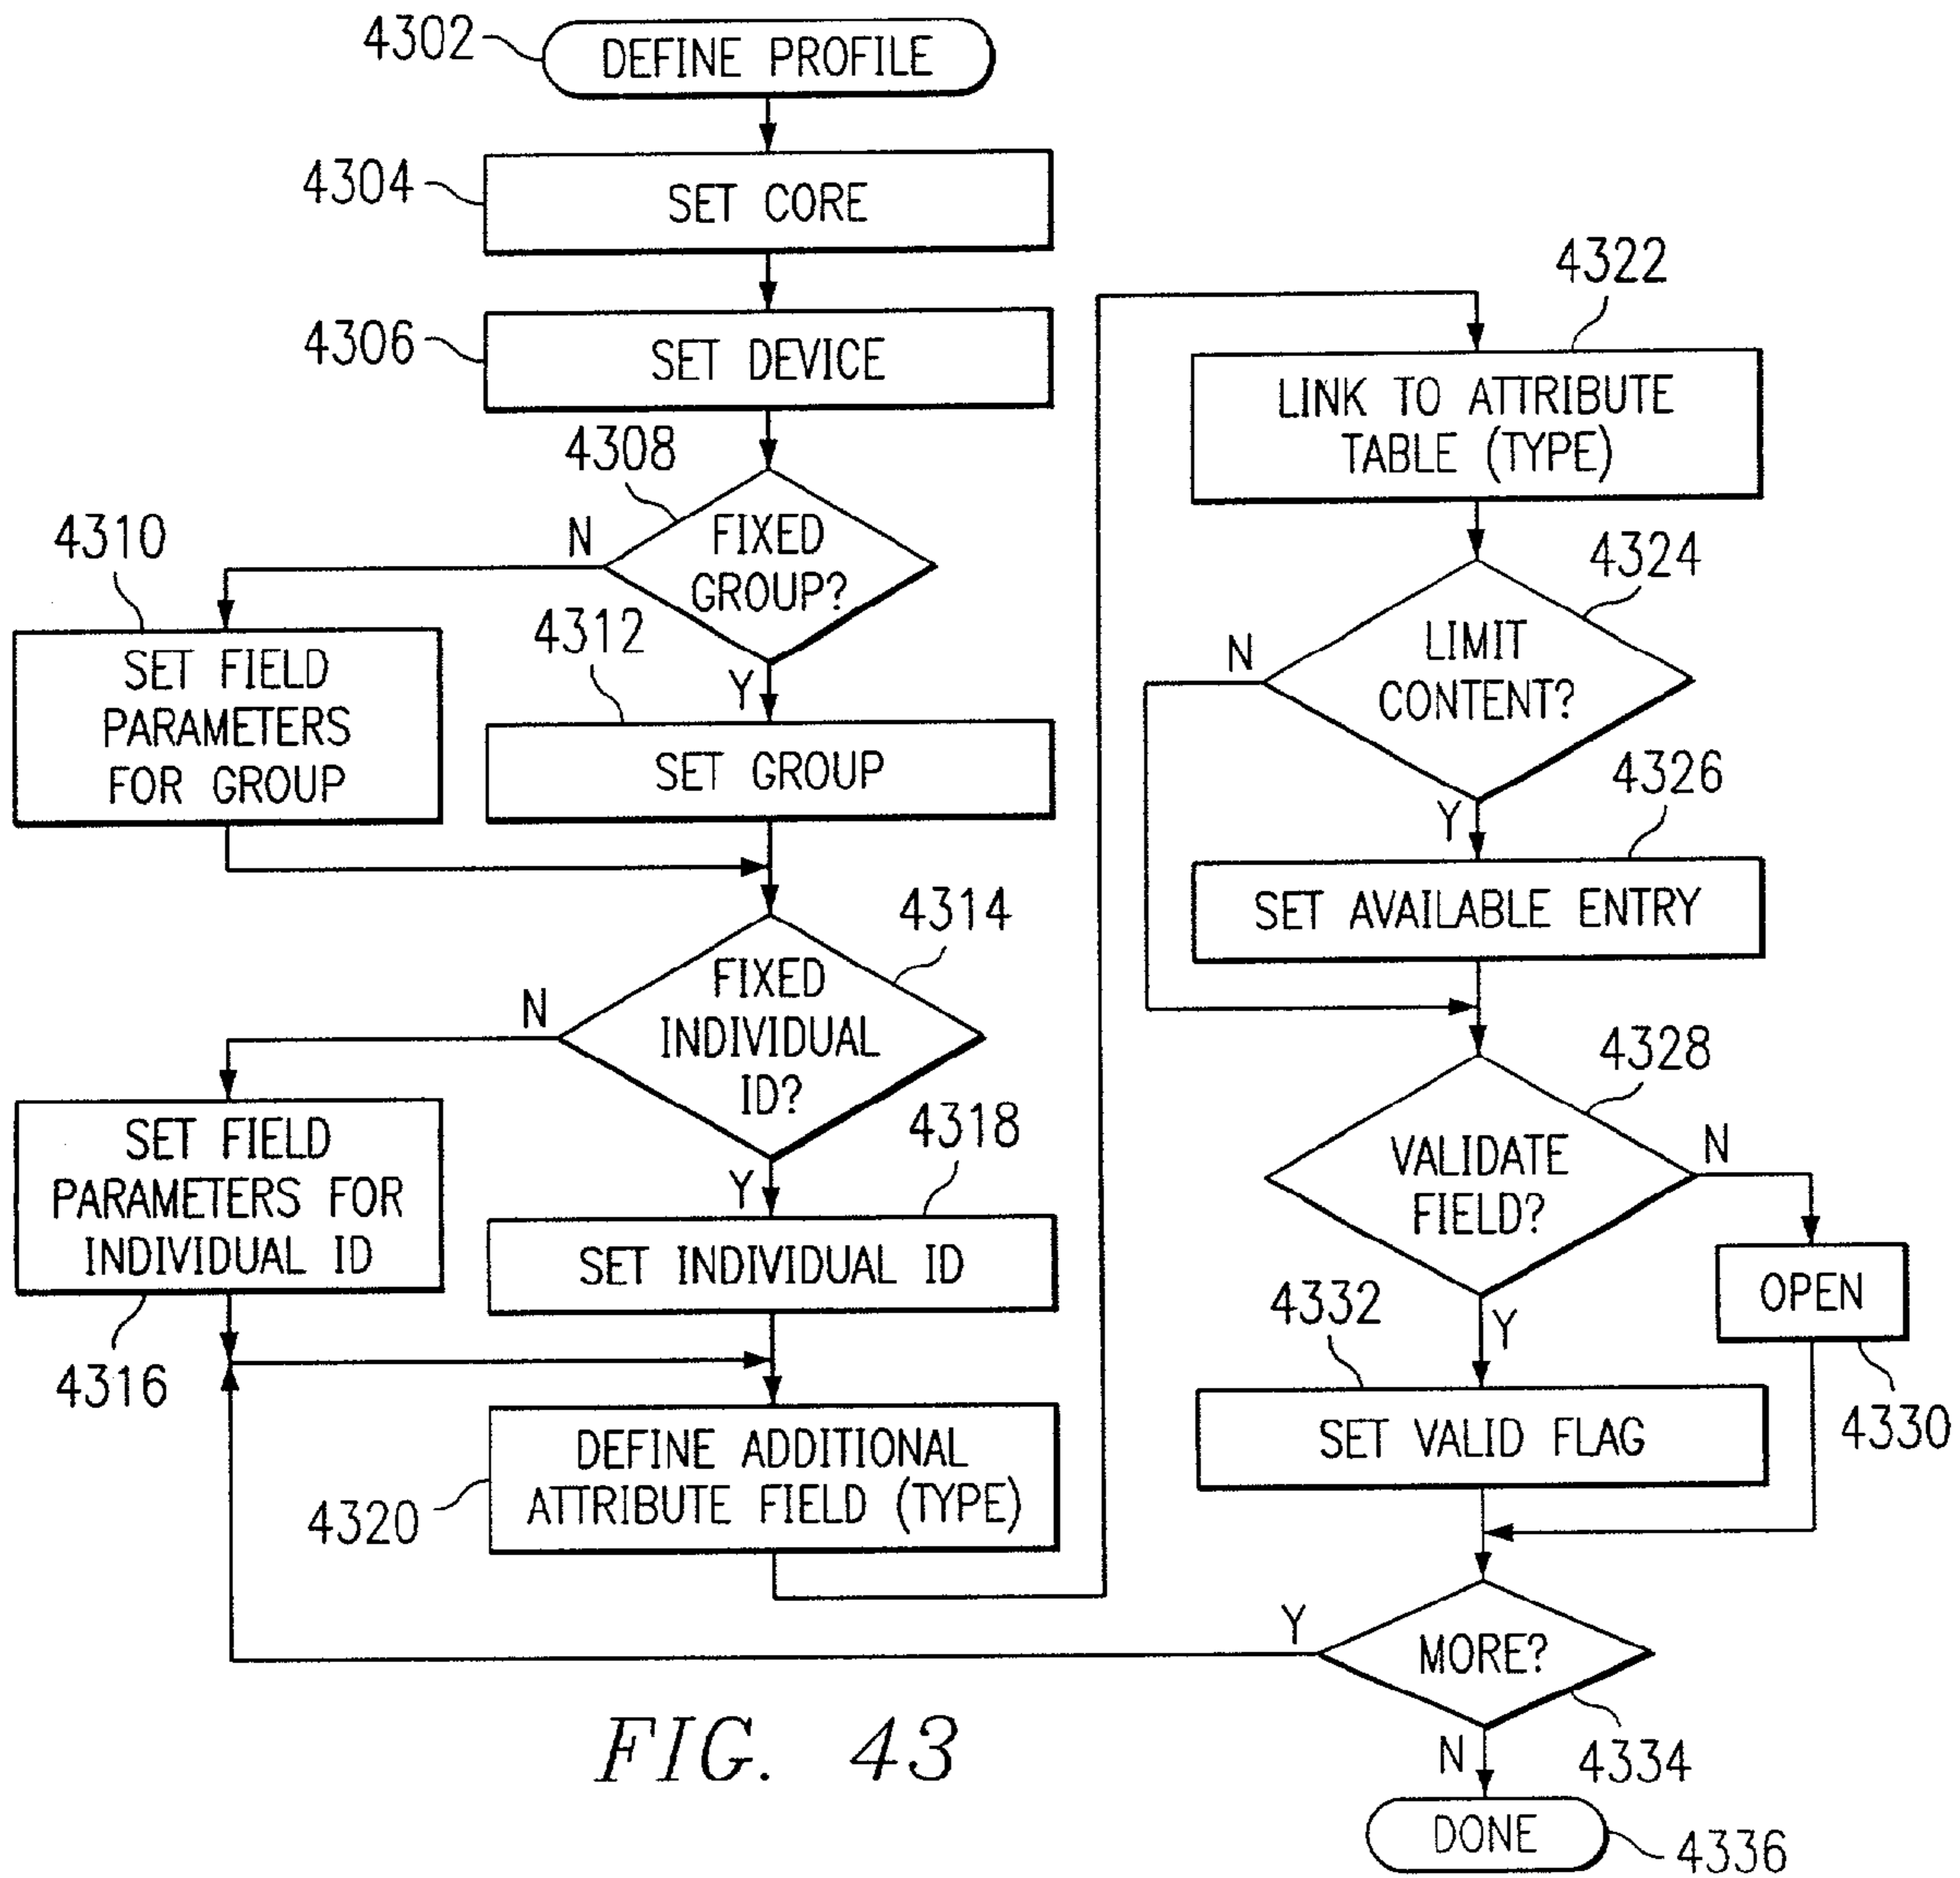 4302
DEFINE PROFILE
4304
SET CORE
4306
SET DEVICE
4308
FIXED
GROUP?
N
Y
4310
SET FIELD
PARAMETERS
FOR GROUP
4312
SET GROUP
4314
FIXED
INDIVIDUAL
ID?
N
Y
4316
SET FIELD
PARAMETERS FOR
INDIVIDUAL ID
4318
SET INDIVIDUAL ID
4320
DEFINE ADDITIONAL
ATTRIBUTE FIELD (TYPE)
4322
LINK TO ATTRIBUTE
TABLE (TYPE)
4324
LIMIT
CONTENT?
N
Y
4326
SET AVAILABLE ENTRY
4328
VALIDATE
FIELD?
N
Y
OPEN
4330
4332
SET VALID FLAG
MORE?
Y
N
4334
DONE
4336
FIG. 43